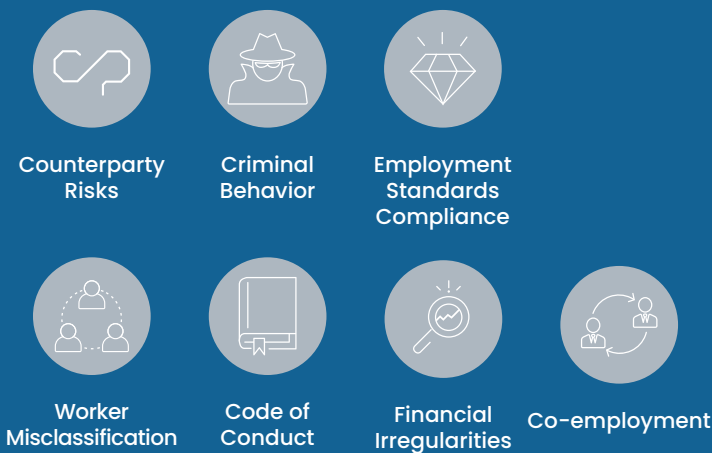 Counterparty
Risks
Criminal
Behavior
Employment
Standards
Compliance
Worker
Misclassification
Code of
Conduct
Financial
Irregularities
Co-employment